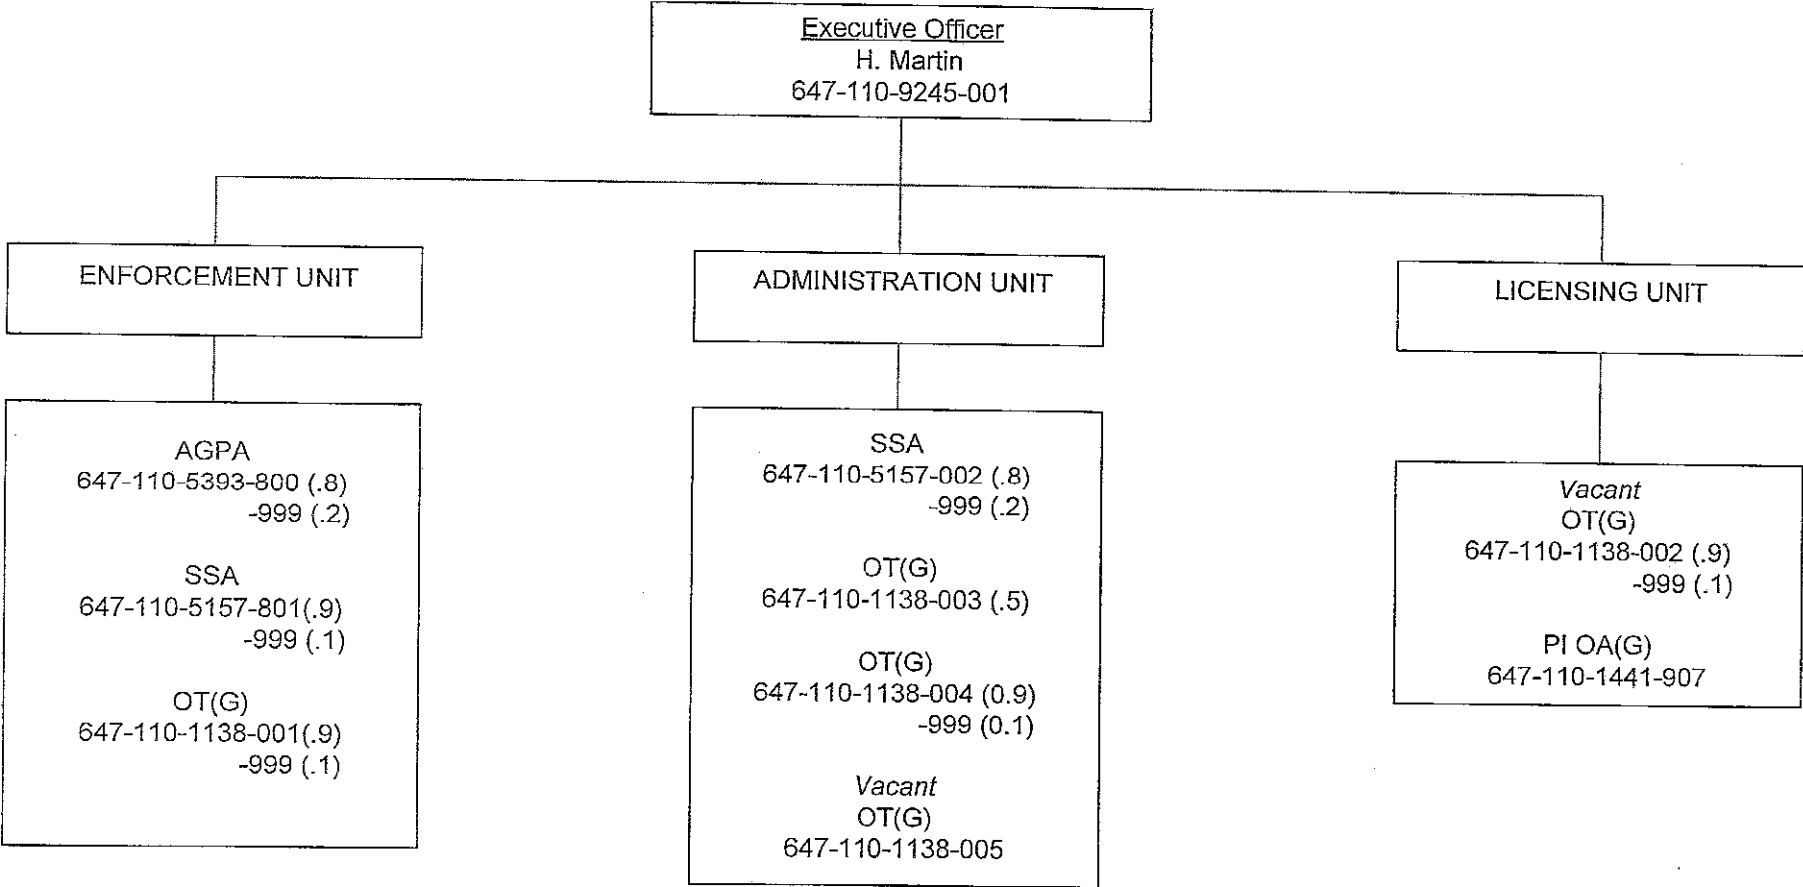 Executive Officer
H. Martin
647-110-9245-001
ENFORCEMENT UNIT
ADMINISTRATION UNIT
LICENSING UNIT
AGPA
647-110-5393-800 (.8)
-999 (.2)
SSA
647-110-5157-801(.9)
-999 (.1)
OT(G)
647-110-1138-001(.9)
-999 (.1)
SSA
647-110-5157-002 (.8)
-999 (.2)
OT(G)
647-110-1138-003 (.5)
OT(G)
647-110-1138-004 (0.9)
-999 (0.1)
Vacant
OT(G)
647-110-1138-005
Vacant
OT(G)
647-110-1138-002 (.9)
-999 (.1)
PI OA(G)
647-110-1441-907